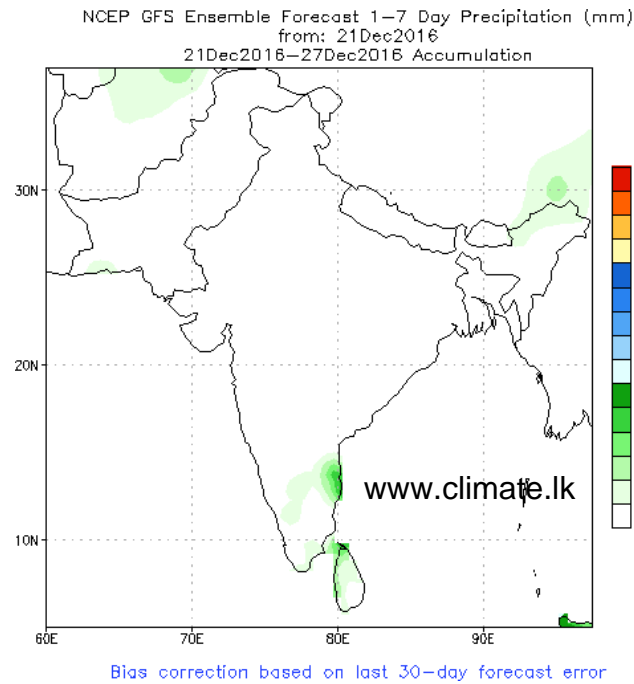 NCEP GFS Ensemble Forecast 1-7 Day Precipitation (mm)
from: 21Dec2016
21Dec2016-27Dec2016 Accumulation
30N
20N
10N
60E 70E 80E 90E
www.climate.lk
Bias correction based on last 30-day forecast error